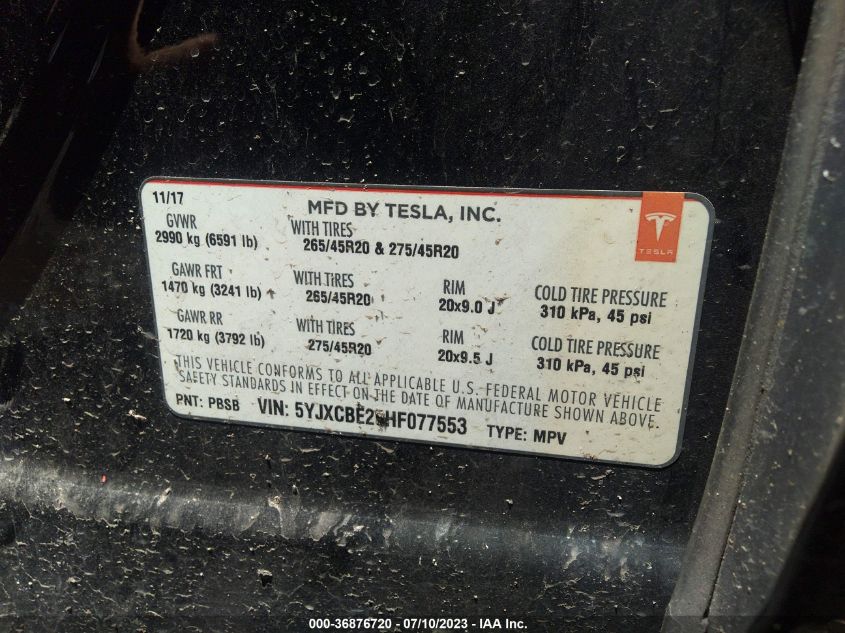 11/17
MFD BY TESLA, INC.
TESLA
GVWR
2990 kg (6591 lb)
WITH TIRES
265/45R20 & 275/45R20
GAWR FRT
1470 kg (3241 lb)
WITH TIRES
265/45R20
RIM
20x9.0 J
COLD TIRE PRESSURE
310 kPa, 45 psi
GAWR RR
1720 kg (3792 lb)
WITH TIRES
275/45R20
RIM
20x9.5 J
COLD TIRE PRESSURE
310 kPa, 45 psi
THIS VEHICLE CONFORMS TO ALL APPLICABLE U.S. FEDERAL MOTOR VEHICLE
SAFETY STANDARDS IN EFFECT ON THE DATE OF MANUFACTURE SHOWN ABOVE.
PNT: PBSB VIN: TYPE: MPV
000-36876720 - 07/10/2023 - IAA Inc.